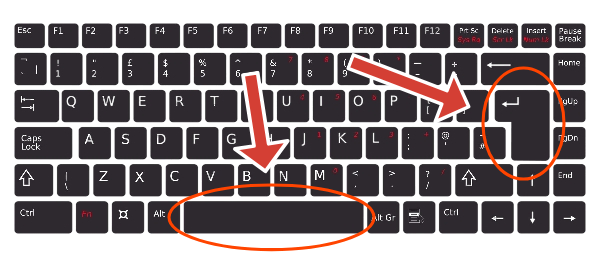 Esc F1 F2 F3 F4 F5 F6 F7 F8 F9 F10 F11 F12 Prt Sc Delete Insert Pause
Sys Rq Scr Lk Num Lk Break
¬ ! " £ $ % ^ & 7 * 8 ( * _ +
` ¦ 1 2 3 4 5 6 7 8 9 - = Home
Q W E R T U 4 I 5 O 6 P { PgUp
[ ]
Caps A S D F G J 1 K 2 L 3 : + @ ~ PgDn
Lock ; ' #
| Z X C V B N M 0 < > ? / End
\ , . /
Ctrl Fn ¤ Alt Alt Gr Ctrl